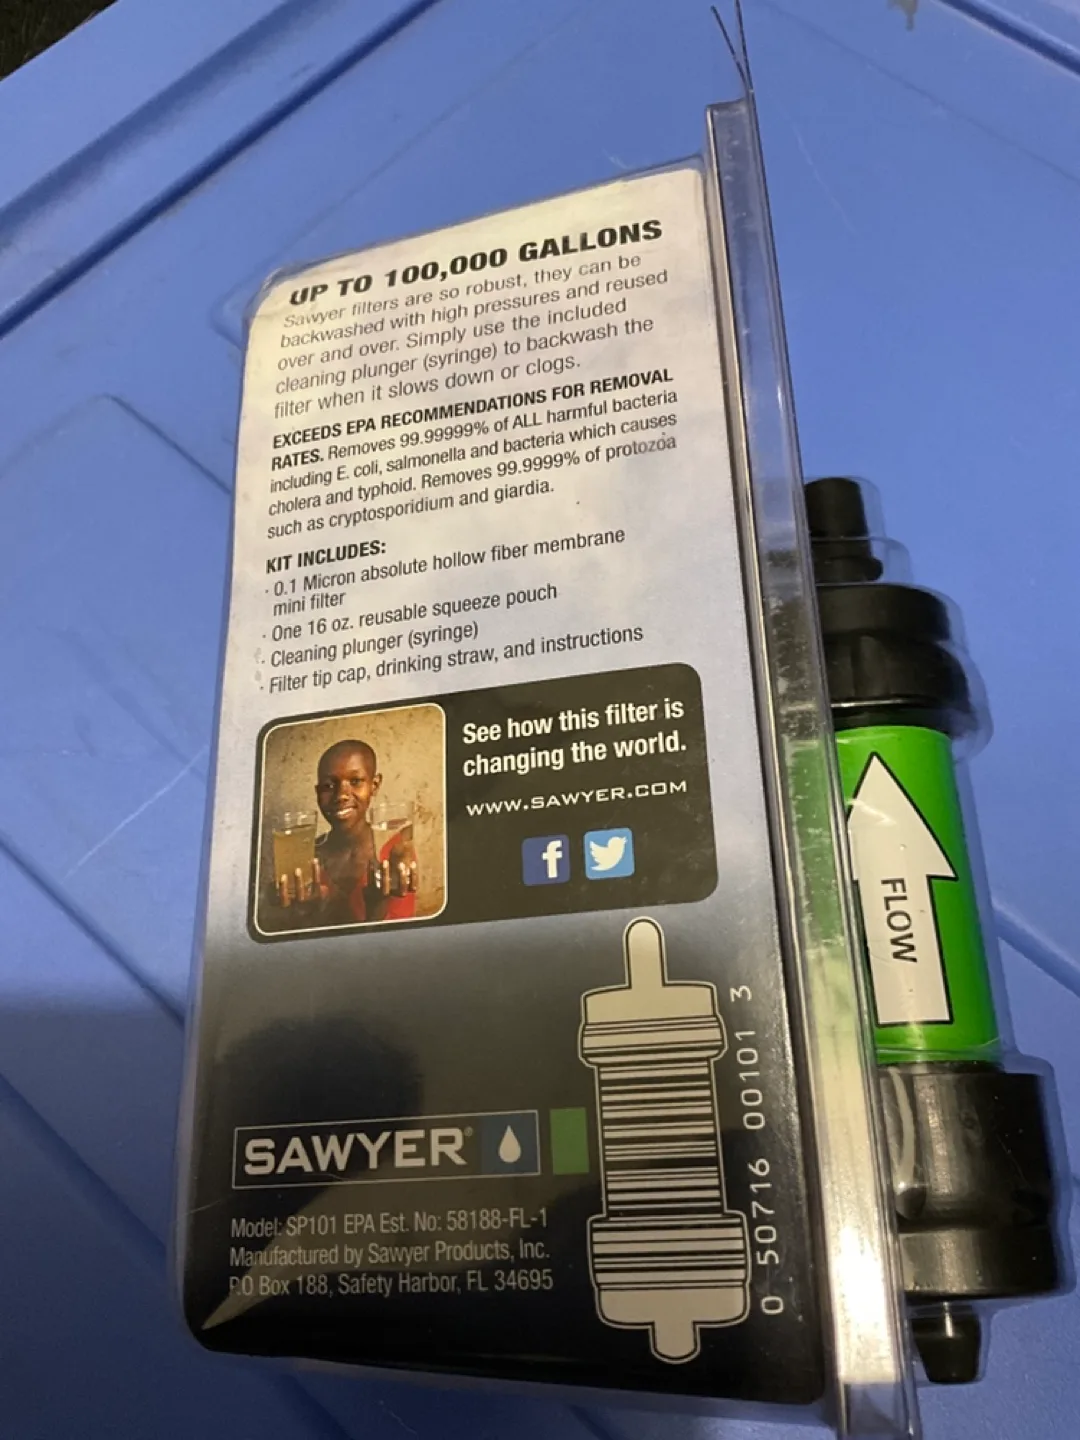 UP TO 100,000 GALLONS
Sawyer filters are so robust, they can be
backwashed with high pressures and reused
over and over. Simply use the included
cleaning plunger (syringe) to backwash the
filter when it slows down or clogs.
EXCEEDS EPA RECOMMENDATIONS FOR REMOVAL
RATES. Removes 99.99999% of ALL harmful bacteria
including E. coli, salmonella and bacteria which causes
cholera and typhoid. Removes 99.9999% of protozoa
such as cryptosporidium and giardia.
KIT INCLUDES:
· 0.1 Micron absolute hollow fiber membrane
mini filter
· One 16 oz. reusable squeeze pouch
· Cleaning plunger (syringe)
· Filter tip cap, drinking straw, and instructions
See how this filter is
changing the world.
WWW.SAWYER.COM
f
FLOW
SAWYER®
Model: SP101 EPA Est. No: 58188-FL-1
Manufactured by Sawyer Products, Inc.
P.O Box 188, Safety Harbor, FL 34695
0 50716 00101 3